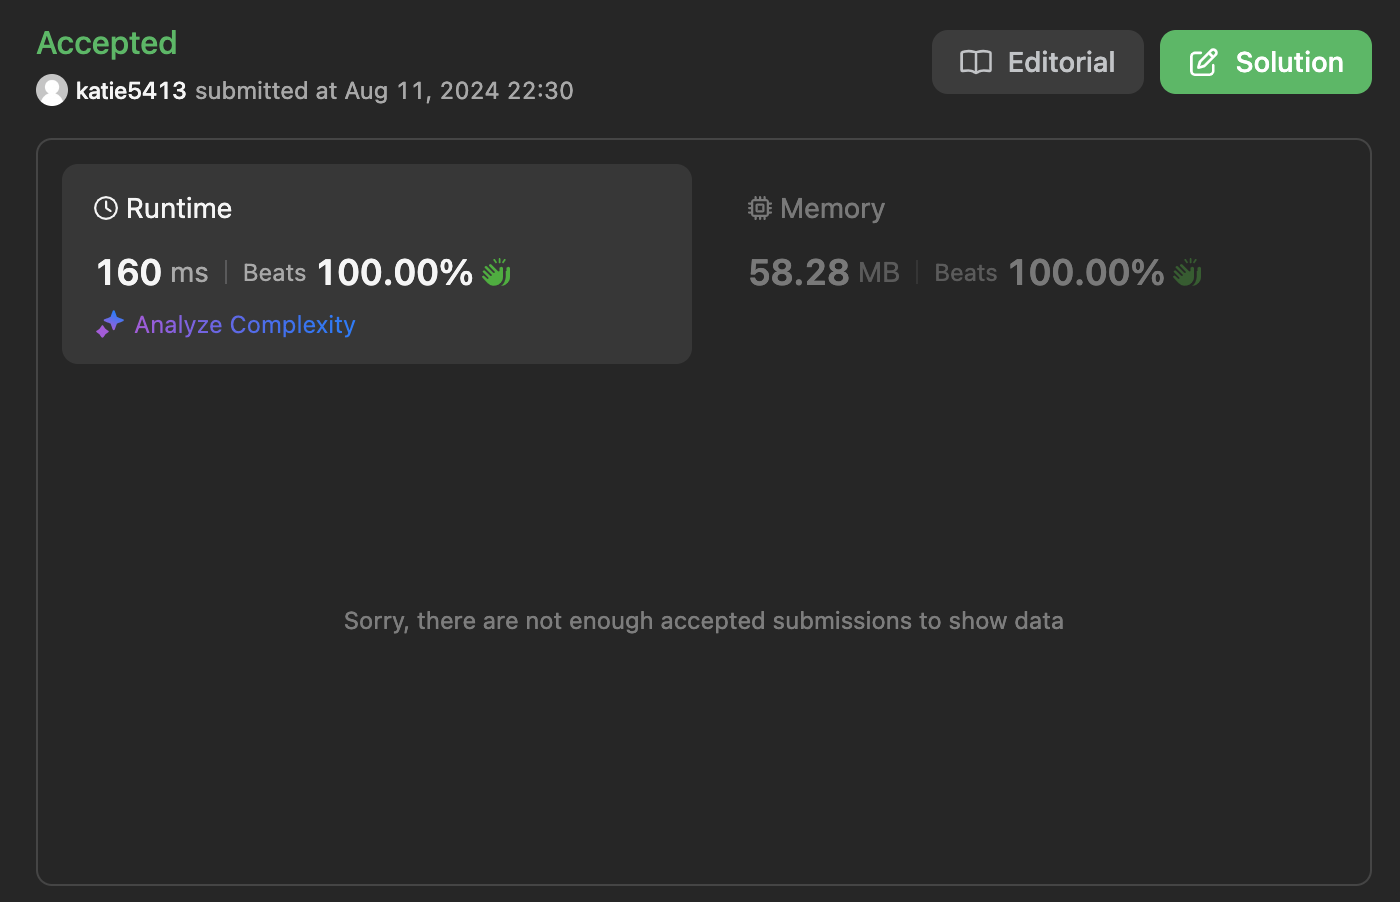 Accepted
katie5413 submitted at Aug 11, 2024 22:30
Editorial
Solution
Runtime
160 ms | Beats 100.00%
Analyze Complexity
Memory
58.28 MB | Beats 100.00%
Sorry, there are not enough accepted submissions to show data